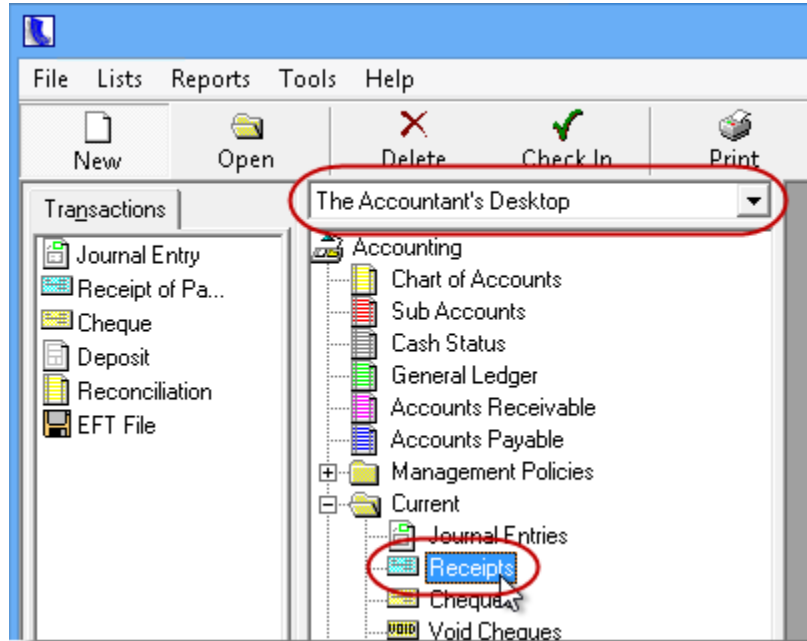 File Lists Reports Tools Help
New Open Delete Check In Print
Transactions
Journal Entry
Receipt of Pa...
Cheque
Deposit
Reconciliation
EFT File
The Accountant's Desktop
Accounting
Chart of Accounts
Sub Accounts
Cash Status
General Ledger
Accounts Receivable
Accounts Payable
Management Policies
Current
Journal Entries
Receipts
Cheques
VOID Void Cheques